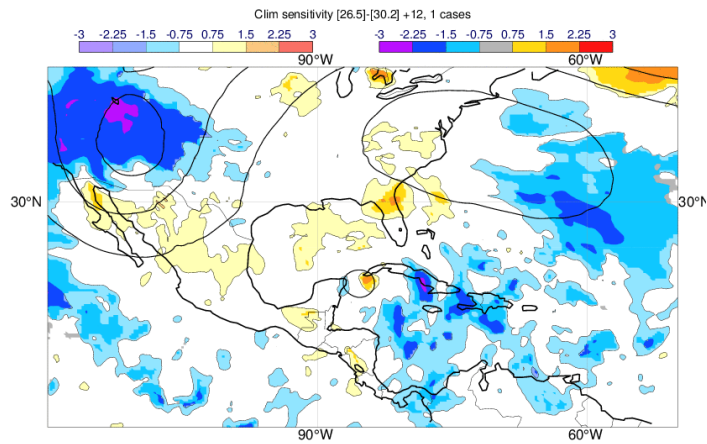 Clim sensitivity [26.5]-[30.2] +12, 1 cases
-3 -2.25 -1.5 -0.75 0.75 1.5 2.25 3 -3 -2.25 -1.5 -0.75 0.75 1.5 2.25 3
90°W 60°W
30°N 30°N
90°W 60°W